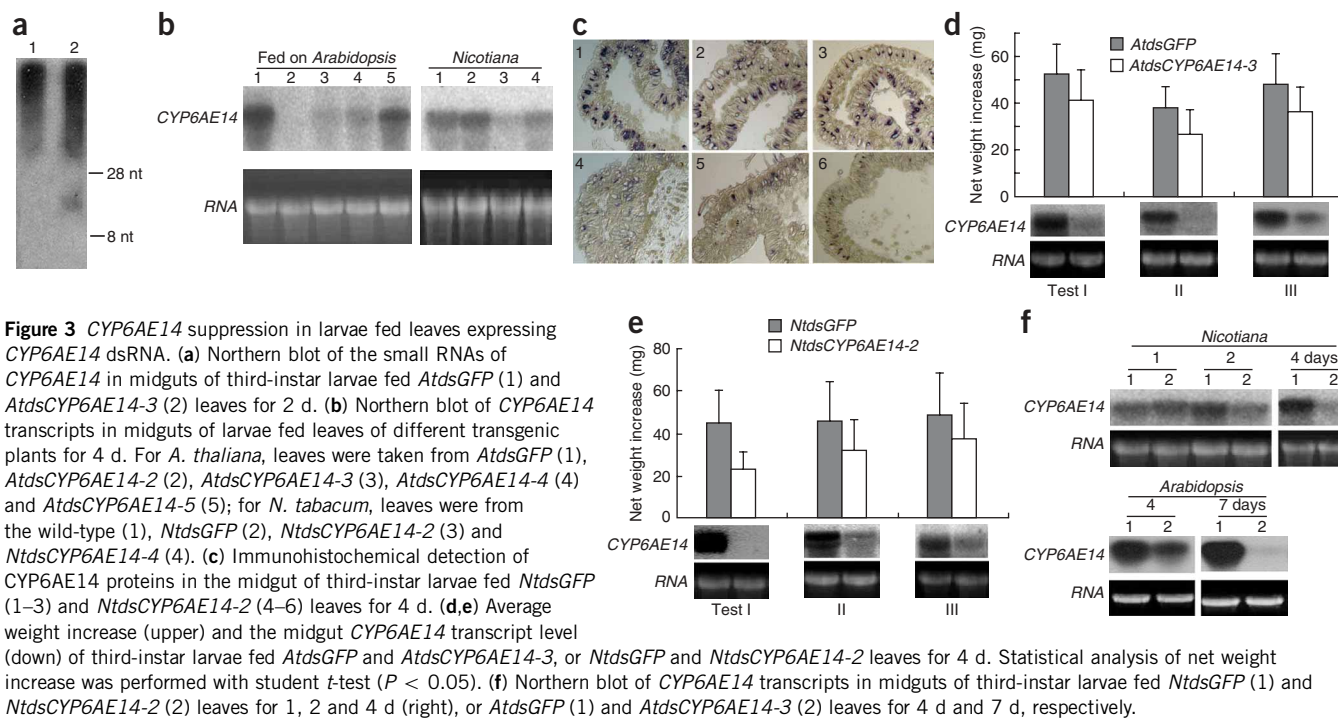 a
1 2
28 nt
8 nt
b
Fed on Arabidopsis Nicotiana
1 2 3 4 5 1 2 3 4
CYP6AE14
RNA
c
1 2 3
4 5 6
d
AtdsGFP
AtdsCYP6AE14-3
Net weight increase (mg)
60
40
20
0
CYP6AE14
RNA
Test I II III
Figure 3 CYP6AE14 suppression in larvae fed leaves expressing
CYP6AE14 dsRNA. (a) Northern blot of the small RNAs of
CYP6AE14 in midguts of third-instar larvae fed AtdsGFP (1) and
AtdsCYP6AE14-3 (2) leaves for 2 d. (b) Northern blot of CYP6AE14
transcripts in midguts of larvae fed leaves of different transgenic
plants for 4 d. For A. thaliana, leaves were taken from AtdsGFP (1),
AtdsCYP6AE14-2 (2), AtdsCYP6AE14-3 (3), AtdsCYP6AE14-4 (4)
and AtdsCYP6AE14-5 (5); for N. tabacum, leaves were from
the wild-type (1), NtdsGFP (2), NtdsCYP6AE14-2 (3) and
NtdsCYP6AE14-4 (4). (c) Immunohistochemical detection of
CYP6AE14 proteins in the midgut of third-instar larvae fed NtdsGFP
(1–3) and NtdsCYP6AE14-2 (4–6) leaves for 4 d. (d,e) Average
weight increase (upper) and the midgut CYP6AE14 transcript level
(down) of third-instar larvae fed AtdsGFP and AtdsCYP6AE14-3, or NtdsGFP and NtdsCYP6AE14-2 leaves for 4 d. Statistical analysis of net weight
increase was performed with student t-test (P < 0.05). (f) Northern blot of CYP6AE14 transcripts in midguts of third-instar larvae fed NtdsGFP (1) and
NtdsCYP6AE14-2 (2) leaves for 1, 2 and 4 d (right), or AtdsGFP (1) and AtdsCYP6AE14-3 (2) leaves for 4 d and 7 d, respectively.
e
NtdsGFP
NtdsCYP6AE14-2
Net weight increase (mg)
80
60
40
20
0
CYP6AE14
RNA
Test I II III
f
Nicotiana
1 2 4 days
1 2 1 2 1 2
CYP6AE14
RNA
Arabidopsis
4 7 days
1 2 1 2
CYP6AE14
RNA